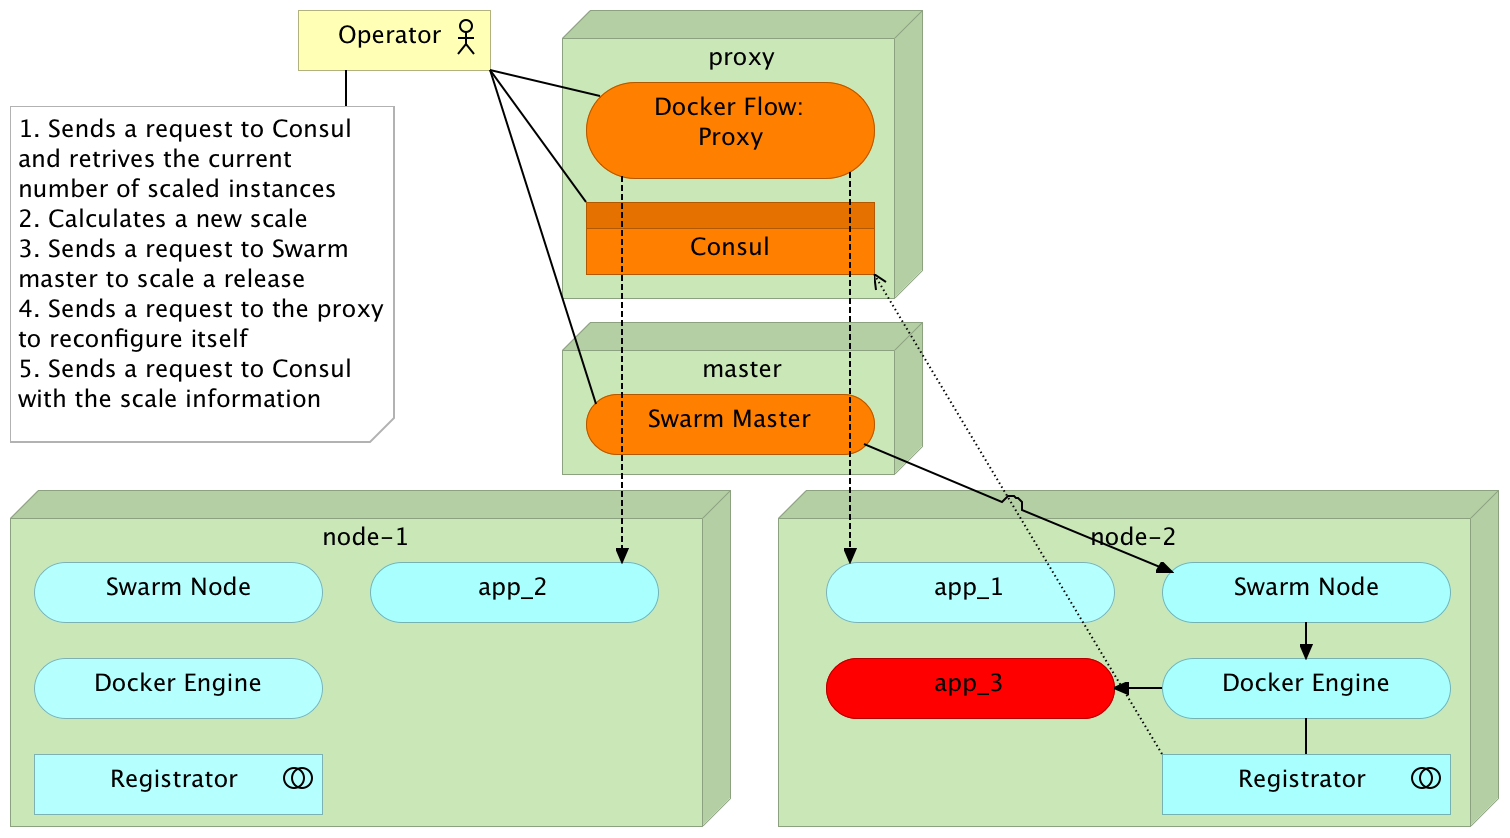 Operator
proxy
Docker Flow:
Proxy
1. Sends a request to Consul
and retrives the current
number of scaled instances
2. Calculates a new scale
3. Sends a request to Swarm
master to scale a release
4. Sends a request to the proxy
to reconfigure itself
5. Sends a request to Consul
with the scale information
Consul
master
Swarm Master
node-1
Swarm Node
app_2
Docker Engine
Registrator
node-2
app_1
Swarm Node
app_3
Docker Engine
Registrator